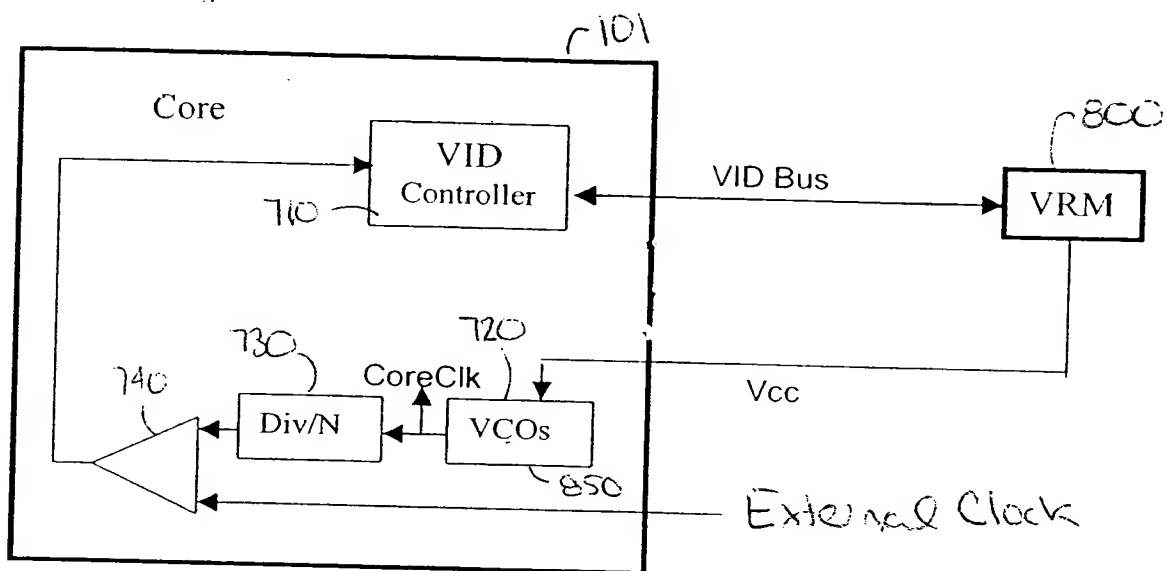 101
Core
800
VID
Controller
VID Bus
VRM
710
720
730
CoreClk
740
Vcc
Div/N
VCOs
850
External Clock